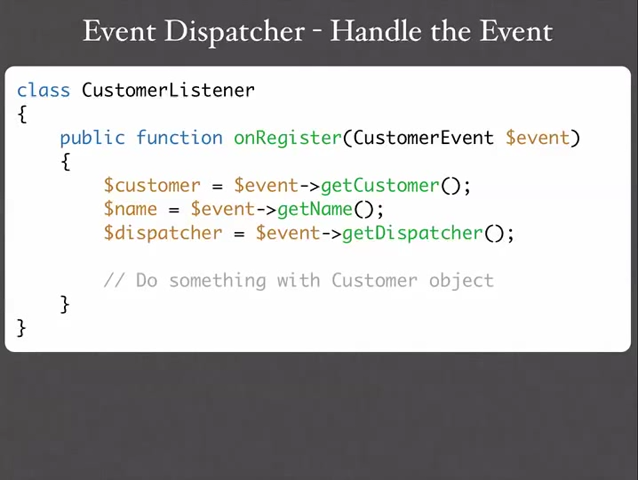 Event Dispatcher - Handle the Event
class CustomerListener
{
    public function onRegister(CustomerEvent $event)
    {
        $customer = $event->getCustomer();
        $name = $event->getName();
        $dispatcher = $event->getDispatcher();

        // Do something with Customer object
    }
}